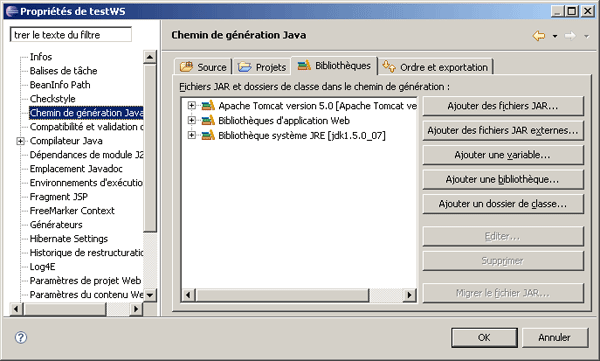 Propriétés de testWS
trer le texte du filtre
Infos
Balises de tâche
BeanInfo Path
Checkstyle
Chemin de génération Java
Compatibilité et validation d
Compilateur Java
Dépendances de module J2
Emplacement Javadoc
Environnements d'exécutio
Fragment JSP
FreeMarker Context
Générateurs
Hibernate Settings
Historique de restructuratio
Log4E
Paramètres de projet Web
Paramètres du contenu We
Chemin de génération Java
Source
Projets
Bibliothèques
Ordre et exportation
Fichiers JAR et dossiers de classe dans le chemin de génération :
Apache Tomcat version 5.0 [Apache Tomcat ve
Bibliothèques d'application Web
Bibliothèque système JRE [jdk1.5.0_07]
Ajouter des fichiers JAR...
Ajouter des fichiers JAR externes...
Ajouter une variable...
Ajouter une bibliothèque...
Ajouter un dossier de classe...
Editer...
Supprimer
Migrer le fichier JAR...
OK
Annuler